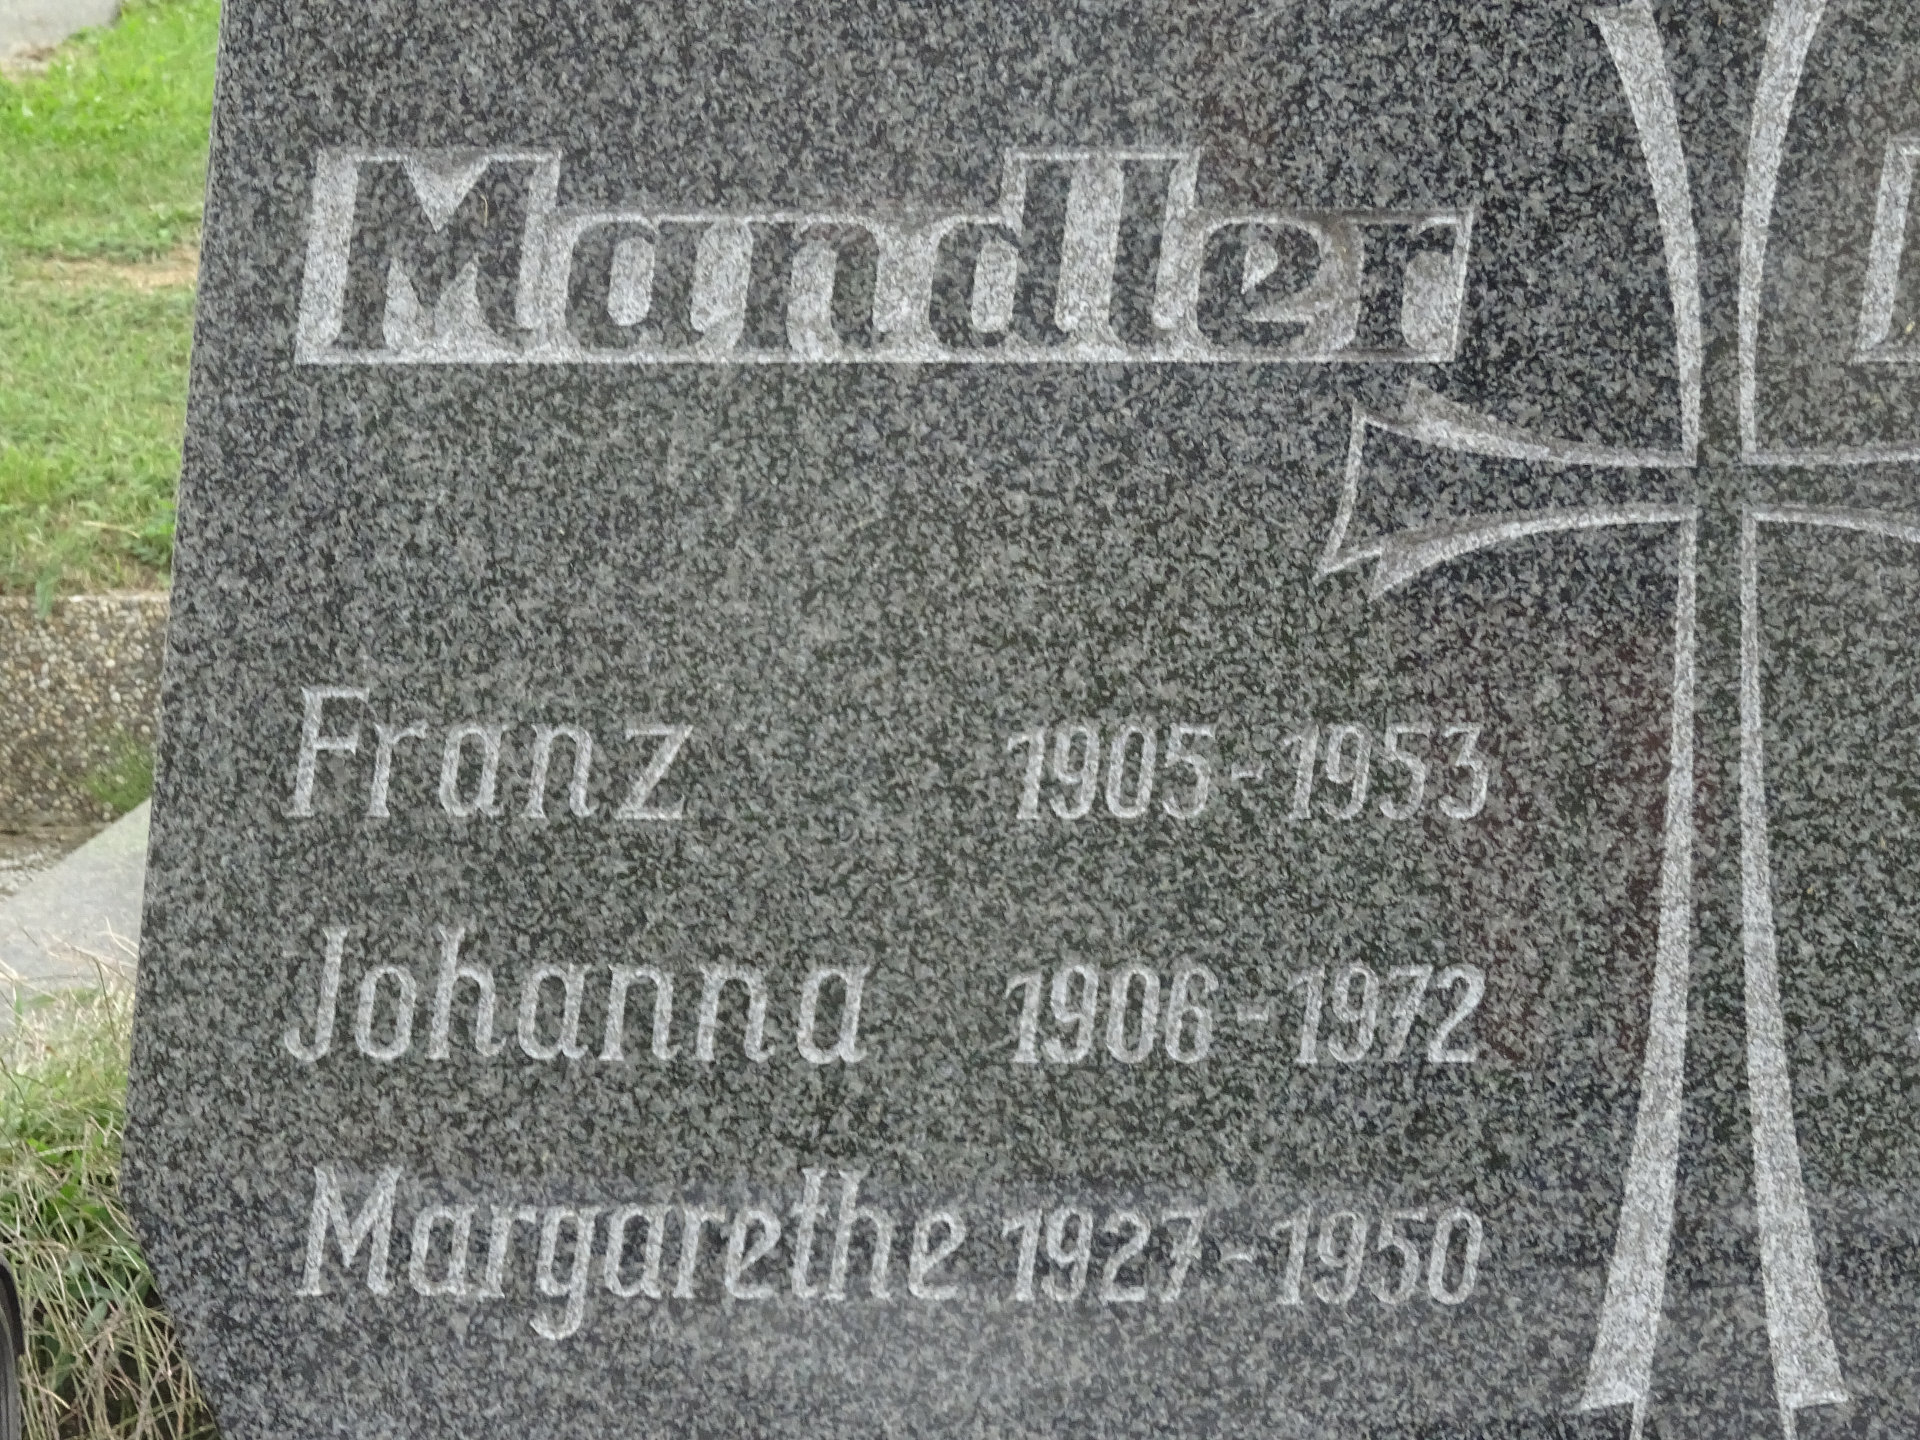 Mandler
Franz 1905-1953
Johanna 1906-1972
Margarethe 1927-1950